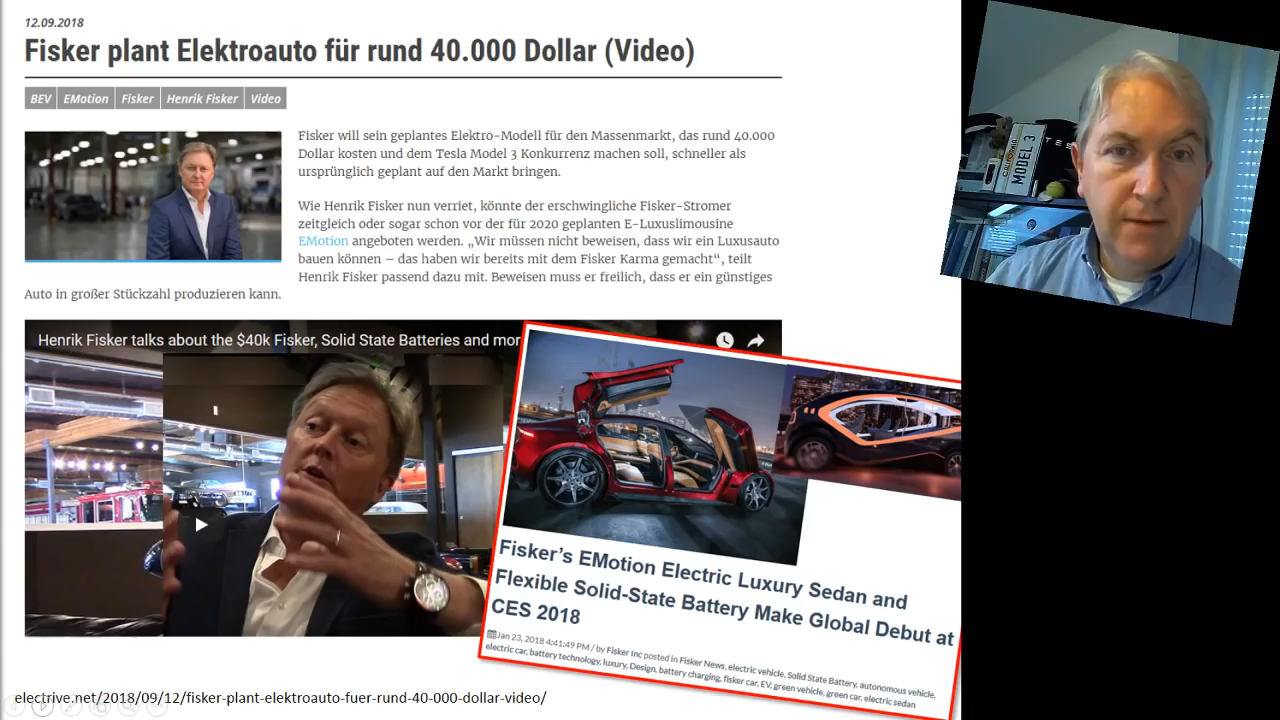 12.09.2018
Fisker plant Elektroauto für rund 40.000 Dollar (Video)
BEV EMotion Fisker Henrik Fisker Video
Fisker will sein geplantes Elektro-Modell für den Massenmarkt, das rund 40.000
Dollar kosten und dem Tesla Model 3 Konkurrenz machen soll, schneller als
ursprünglich geplant auf den Markt bringen.
Wie Henrik Fisker nun verriet, könnte der erschwingliche Fisker-Stromer
zeitgleich oder sogar schon vor der für 2020 geplanten E-Luxuslimousine
EMotion angeboten werden. „Wir müssen nicht beweisen, dass wir ein Luxusauto
bauen können – das haben wir bereits mit dem Fisker Karma gemacht“, teilt
Henrik Fisker passend dazu mit. Beweisen muss er freilich, dass er ein günstiges
Auto in großer Stückzahl produzieren kann.
Henrik Fisker talks about the $40k Fisker, Solid State Batteries and mor
Fisker's EMotion Electric Luxury Sedan and
Flexible Solid-State Battery Make Global Debut at
CES 2018
Jan 23, 2018 4:41:49 PM / by Fisker Inc posted in Fisker News, electric vehicle, Solid State Battery, autonomous vehicle,
electric car, battery technology, luxury, Design, battery charging, fisker car, EV, green vehicle, green car, electric sedan
electrive.net/2018/09/12/fisker-plant-elektroauto-fuer-rund-40-000-dollar-video/
MODEL 3
T E S